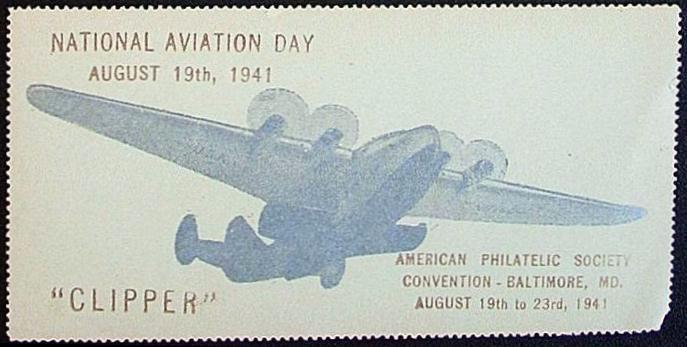 NATIONAL AVIATION DAY
AUGUST 19th, 1941
AMERICAN PHILATELIC SOCIETY
CONVENTION - BALTIMORE, MD.
AUGUST 19th to 23rd, 1941
"CLIPPER"